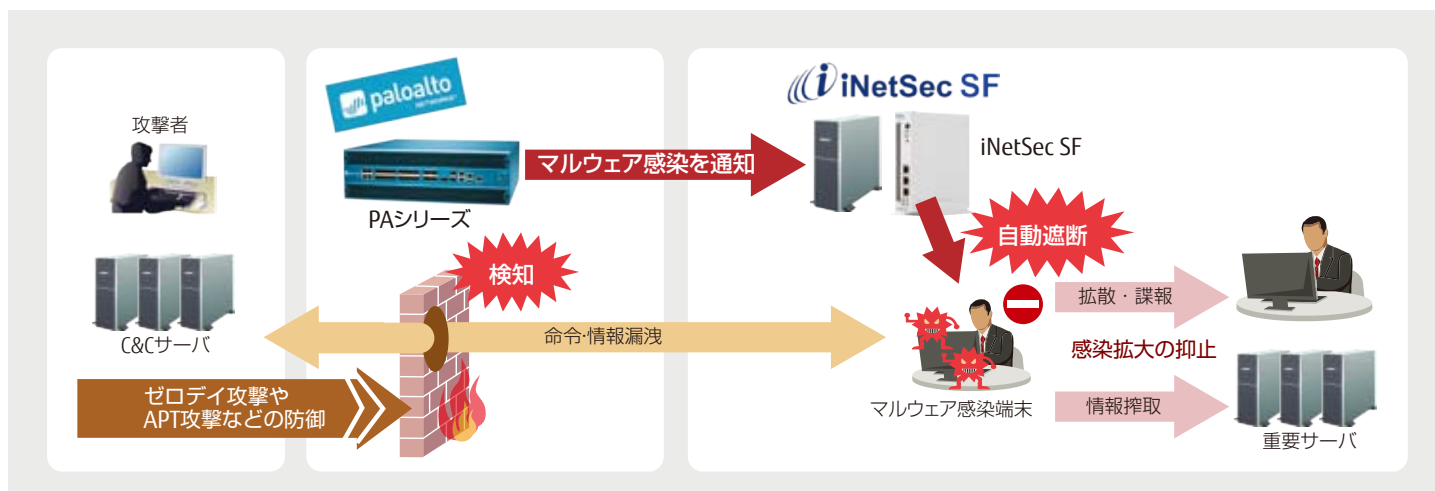 攻撃者
C&Cサーバ
ゼロデイ攻撃や
APT攻撃などの防御
paloalto
NETWORKS
PAシリーズ
検知
マルウェア感染を通知
命令・情報漏洩
iNetSec SF
iNetSec SF
自動遮断
マルウェア感染端末
拡散・諜報
感染拡大の抑止
情報搾取
重要サーバ